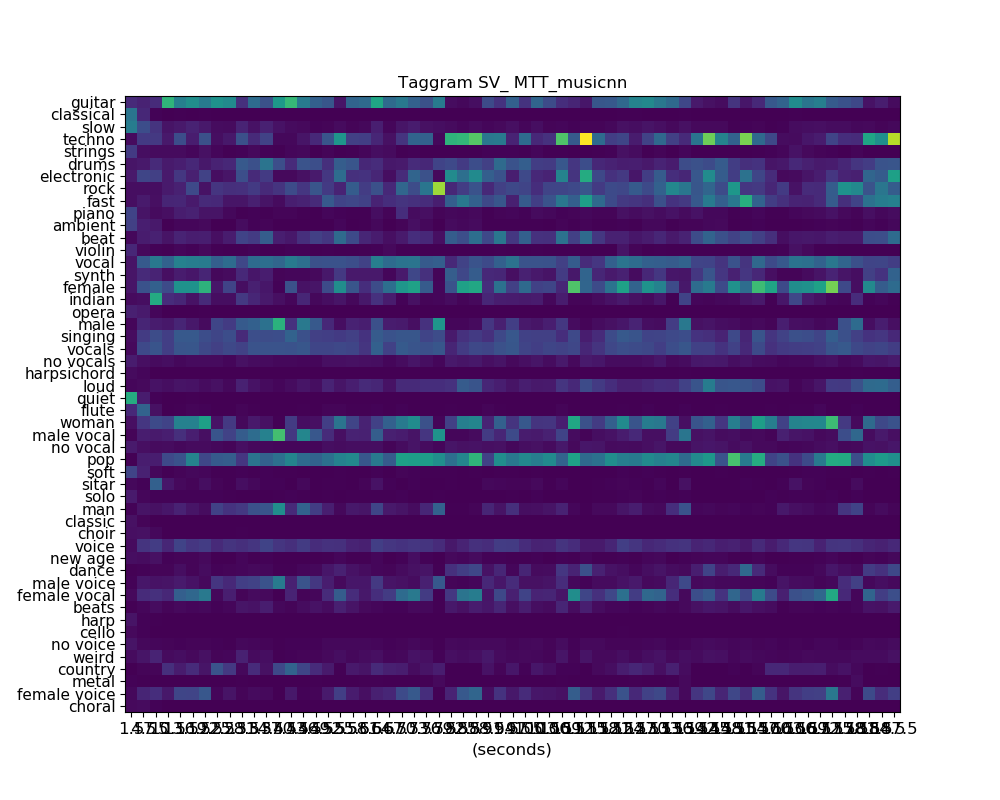 Taggram SV_ MTT_musicnn
guitar
classical
slow
techno
strings
drums
electronic
rock
fast
piano
ambient
beat
violin
vocal
synth
female
indian
opera
male
singing
vocals
no vocals
harpsichord
loud
quiet
flute
woman
male vocal
no vocal
pop
soft
sitar
solo
man
classic
choir
voice
new age
dance
male voice
female vocal
beats
harp
cello
no voice
weird
country
metal
female voice
choral
(seconds)